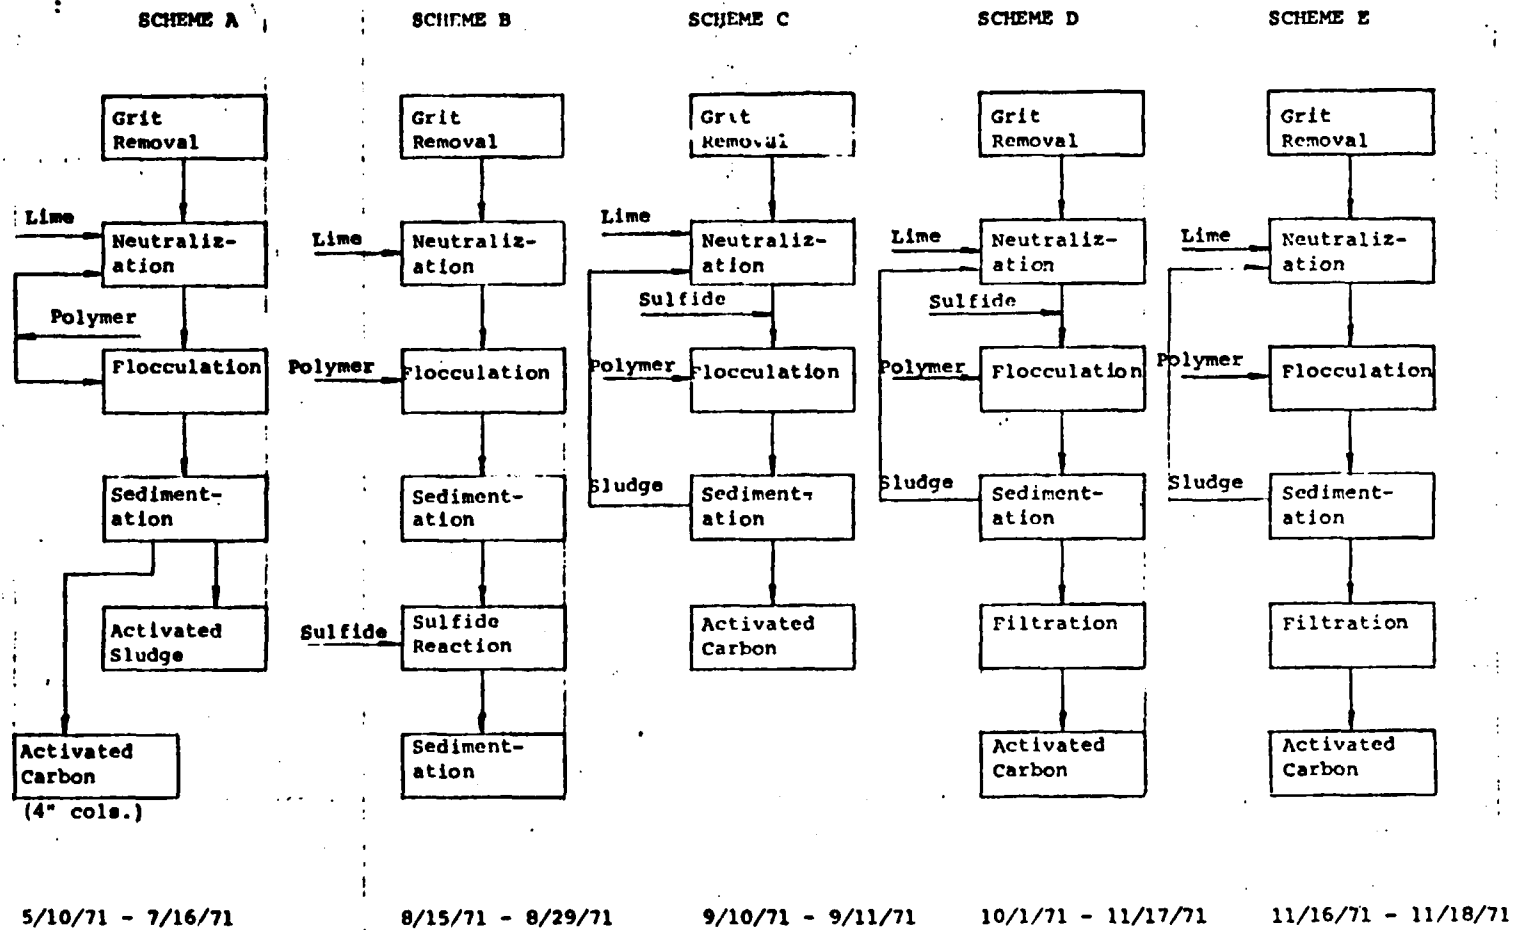 SCHEME A
SCHEME B
SCHEME C
SCHEME D
SCHEME E
Grit
Removal
Lime
Neutraliz-
ation
Polymer
Flocculation
Sediment-
ation
Activated
Sludge
Activated
Carbon
(4" cols.)
5/10/71 - 7/16/71
Grit
Removal
Lime
Neutraliz-
ation
Polymer
Flocculation
Sediment-
ation
Sulfide
Sulfide
Reaction
Sediment-
ation
8/15/71 - 8/29/71
Grit
Removal
Lime
Neutraliz-
ation
Sulfide
Polymer
Flocculation
Sludge
Sediment-
ation
Activated
Carbon
9/10/71 - 9/11/71
Grit
Removal
Lime
Neutraliz-
ation
Sulfide
Polymer
Flocculation
Sludge
Sediment-
ation
Filtration
Activated
Carbon
10/1/71 - 11/17/71
Grit
Removal
Lime
Neutraliz-
ation
Polymer
Flocculation
Sludge
Sediment-
ation
Filtration
Activated
Carbon
11/16/71 - 11/18/71